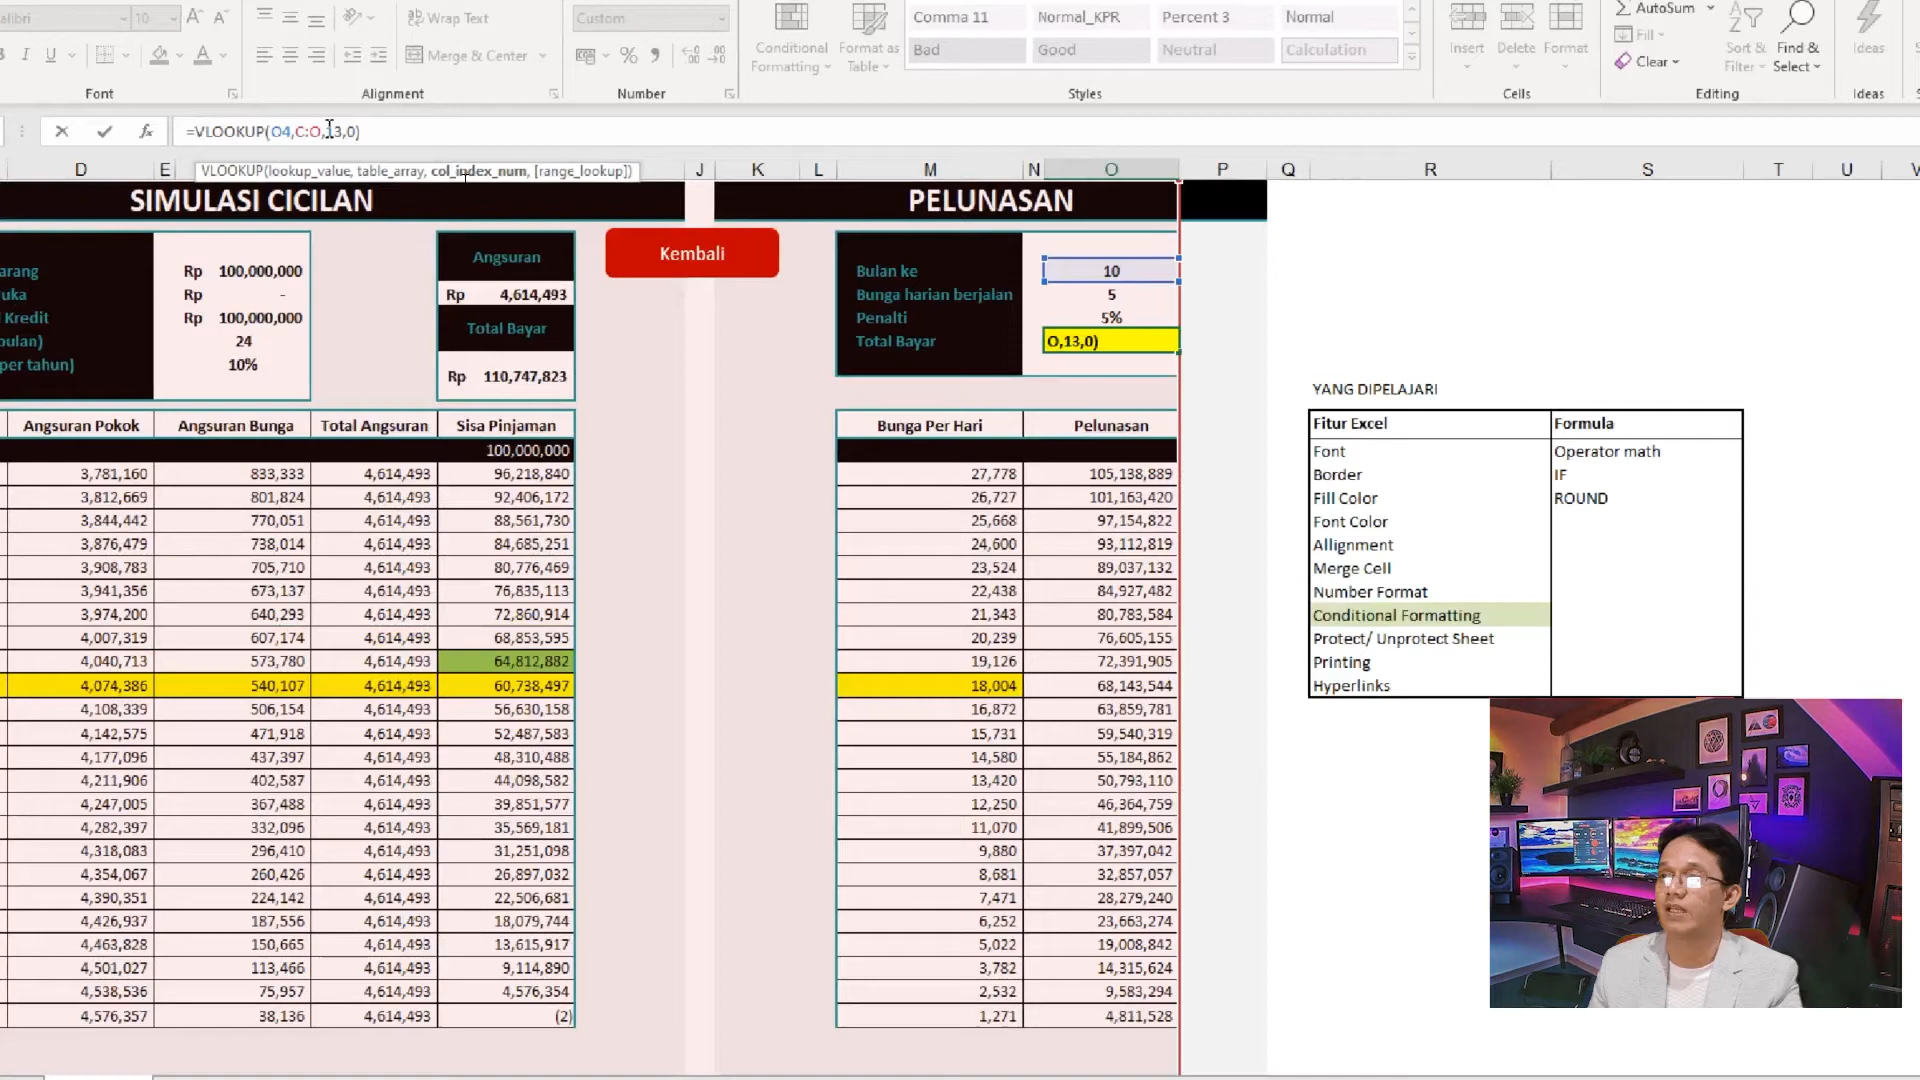 alibri 10 Wrap Text Custom Comma 11 Normal_KPR Percent 3 Normal AutoSum
Conditional Formatting Format as Table Insert Delete Format Fill Sort & Filter Find & Select Ideas
I U Merge & Center % Bad Good Neutral Calculation Clear
Font Alignment Number Styles Cells Editing Ideas
fx =VLOOKUP(O4,C:O,13,0)
VLOOKUP(lookup_value, table_array, col_index_num, [range_lookup])
D E J K L M N O P Q R S T U V
SIMULASI CICILAN PELUNASAN
arang Rp 100,000,000
uka Rp -
Kredit Rp 100,000,000
bulan) 24
per tahun) 10%
Angsuran
Rp 4,614,493
Total Bayar
Rp 110,747,823
Kembali
Bulan ke 10
Bunga harian berjalan 5
Penalti 5%
Total Bayar O,13,0)
Angsuran Pokok Angsuran Bunga Total Angsuran Sisa Pinjaman Bunga Per Hari Pelunasan
100,000,000
3,781,160 833,333 4,614,493 96,218,840 27,778 105,138,889
3,812,669 801,824 4,614,493 92,406,172 26,727 101,163,420
3,844,442 770,051 4,614,493 88,561,730 25,668 97,154,822
3,876,479 738,014 4,614,493 84,685,251 24,600 93,112,819
3,908,783 705,710 4,614,493 80,776,469 23,524 89,037,132
3,941,356 673,137 4,614,493 76,835,113 22,438 84,927,482
3,974,200 640,293 4,614,493 72,860,914 21,343 80,783,584
4,007,319 607,174 4,614,493 68,853,595 20,239 76,605,155
4,040,713 573,780 4,614,493 64,812,882 19,126 72,391,905
4,074,386 540,107 4,614,493 60,738,497 18,004 68,143,544
4,108,339 506,154 4,614,493 56,630,158 16,872 63,859,781
4,142,575 471,918 4,614,493 52,487,583 15,731 59,540,319
4,177,096 437,397 4,614,493 48,310,488 14,580 55,184,862
4,211,906 402,587 4,614,493 44,098,582 13,420 50,793,110
4,247,005 367,488 4,614,493 39,851,577 12,250 46,364,759
4,282,397 332,096 4,614,493 35,569,181 11,070 41,899,506
4,318,083 296,410 4,614,493 31,251,098 9,880 37,397,042
4,354,067 260,426 4,614,493 26,897,032 8,681 32,857,057
4,390,351 224,142 4,614,493 22,506,681 7,471 28,279,240
4,426,937 187,556 4,614,493 18,079,744 6,252 23,663,274
4,463,828 150,665 4,614,493 13,615,917 5,022 19,008,842
4,501,027 113,466 4,614,493 9,114,890 3,782 14,315,624
4,538,536 75,957 4,614,493 4,576,354 2,532 9,583,294
4,576,357 38,136 4,614,493 (2) 1,271 4,811,528
YANG DIPELAJARI
Fitur Excel Formula
Font Operator math
Border IF
Fill Color ROUND
Font Color
Allignment
Merge Cell
Number Format
Conditional Formatting
Protect/ Unprotect Sheet
Printing
Hyperlinks